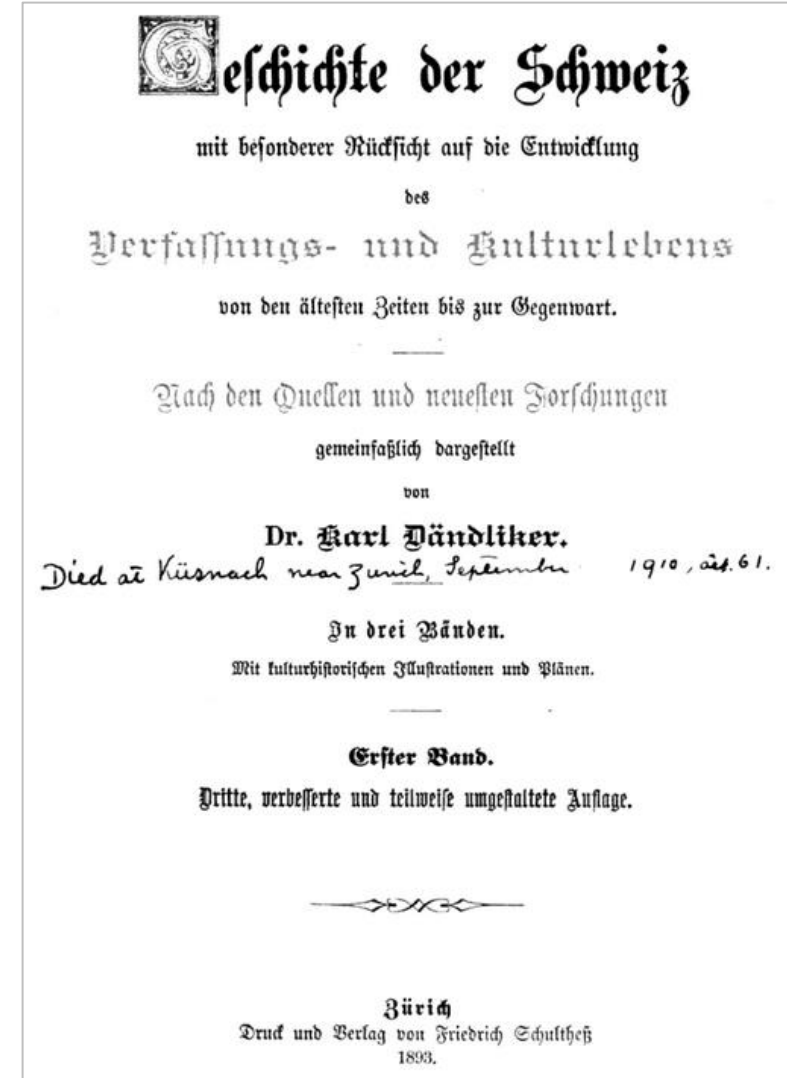 Geschichte der Schweiz
mit besonderer Rücksicht auf die Entwicklung
des
Verfassungs- und Kulturlebens
von den ältesten Zeiten bis zur Gegenwart.
Nach den Quellen und neuesten Forschungen
gemeinfaßlich dargestellt
von
Dr. Karl Dändliker.
Died at Küsnach near Zurich, September 1910, aet. 61.
In drei Bänden.
Mit kulturhistorischen Illustrationen und Plänen.
Erster Band.
Dritte, verbesserte und teilweise umgestaltete Auflage.
Zürich
Druck und Verlag von Friedrich Schultheß
1893.